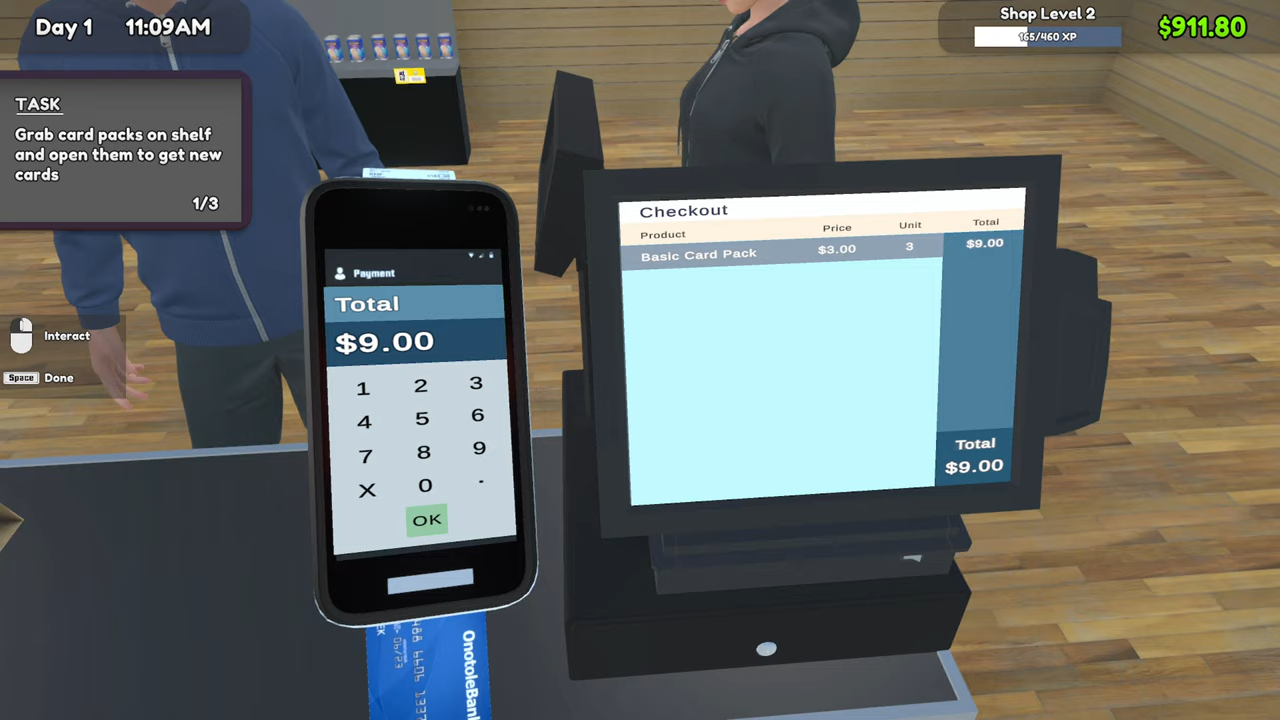 Day 1 11:09AM
Shop Level 2
165/460 XP
$911.80
TASK
Grab card packs on shelf
and open them to get new
cards
1/3
Interact
Space Done
Payment
Total
$9.00
1 2 3
4 5 6
7 8 9
X 0 .
OK
Checkout
Product Price Unit Total
Basic Card Pack $3.00 3 $9.00
Total
$9.00
OnotoleBank
06/23